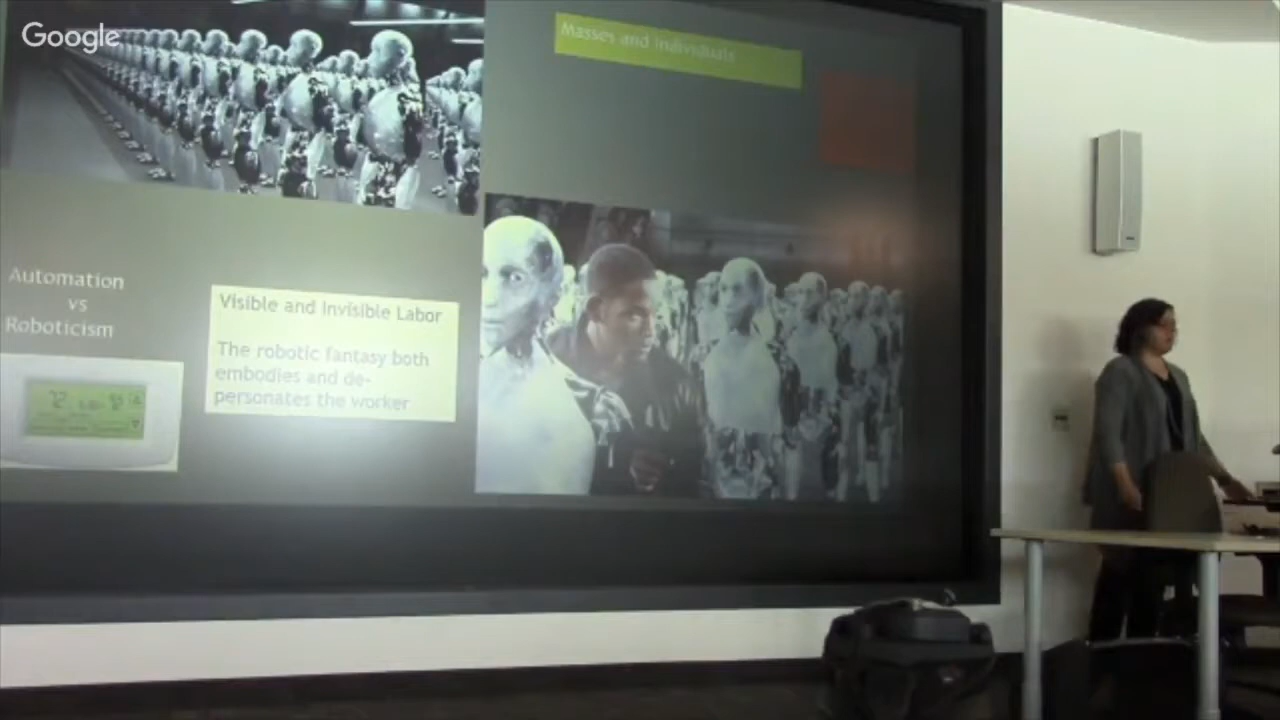 Google
Masses and Individuals
Automation
vs
Roboticism
Visible and Invisible Labor
The robotic fantasy both
embodies and de-
personates the worker